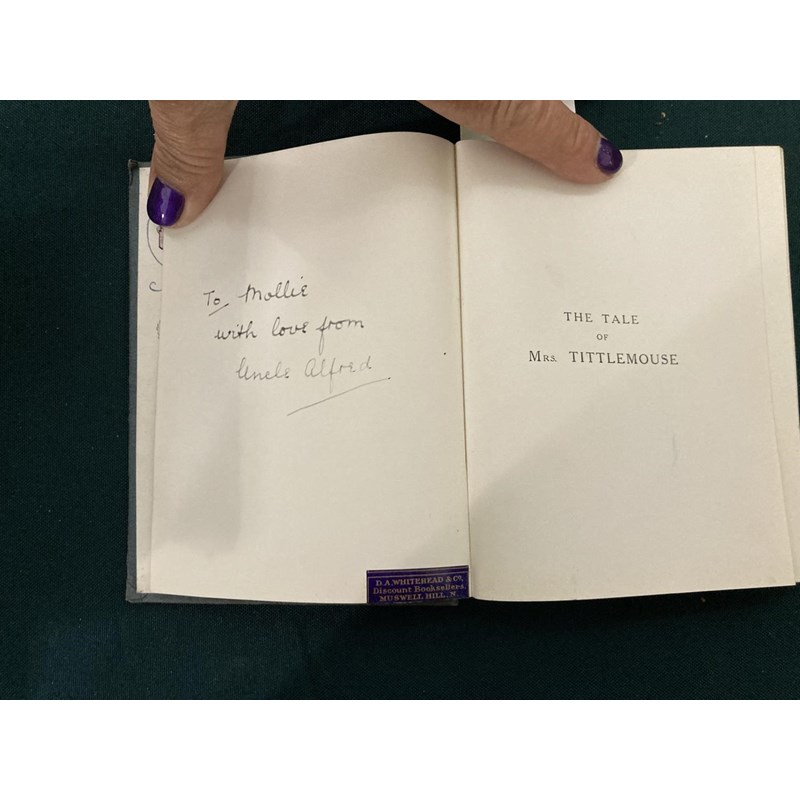 To Mollie
with love from
Uncle Alfred
D. A. WHITEHEAD & Co.
Discount Booksellers.
MUSWELL HILL. N.
THE TALE
OF
MRS. TITTLEMOUSE